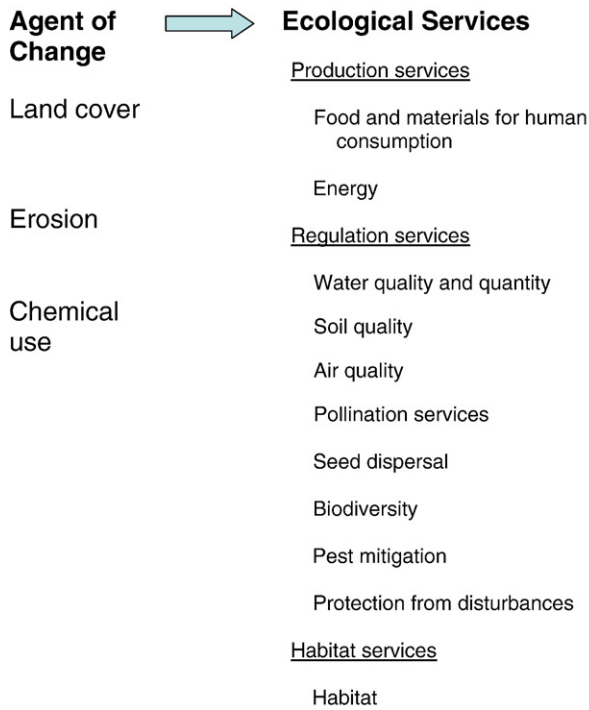 Agent of
Change
Land cover
Erosion
Chemical
use
Ecological Services
Production services
Food and materials for human
consumption
Energy
Regulation services
Water quality and quantity
Soil quality
Air quality
Pollination services
Seed dispersal
Biodiversity
Pest mitigation
Protection from disturbances
Habitat services
Habitat